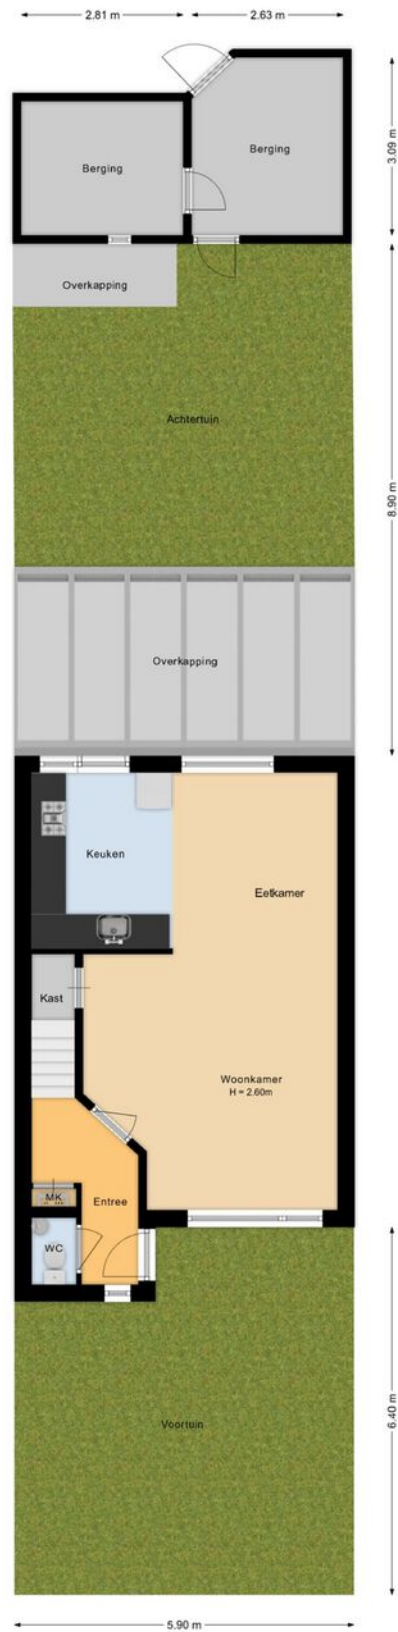 2.81 m
2.63 m
3.09 m
Berging
Berging
Overkapping
Achtertuin
8.90 m
Overkapping
Keuken
Eetkamer
Kast
Woonkamer
H = 2.60m
MK
Entree
WC
6.40 m
Voortuin
5.90 m